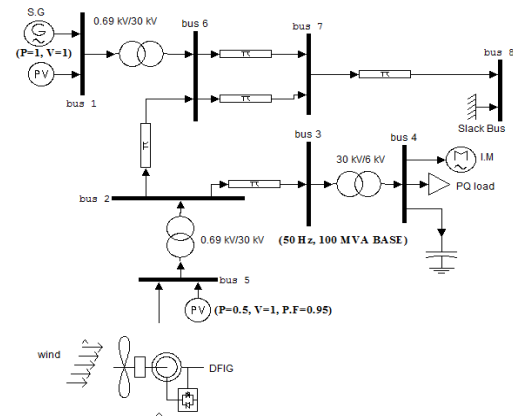 S.G
0.69 kV/30 kV
bus 6
bus 7
G
(P=1, V=1)
PV
bus 8
bus 1
Slack Bus
bus 3
bus 4
30 kV/6 kV
M
I.M
PQ load
bus 2
0.69 kV/30 kV
(50 Hz, 100 MVA BASE)
bus 5
PV
(P=0.5, V=1, P.F=0.95)
wind
DFIG